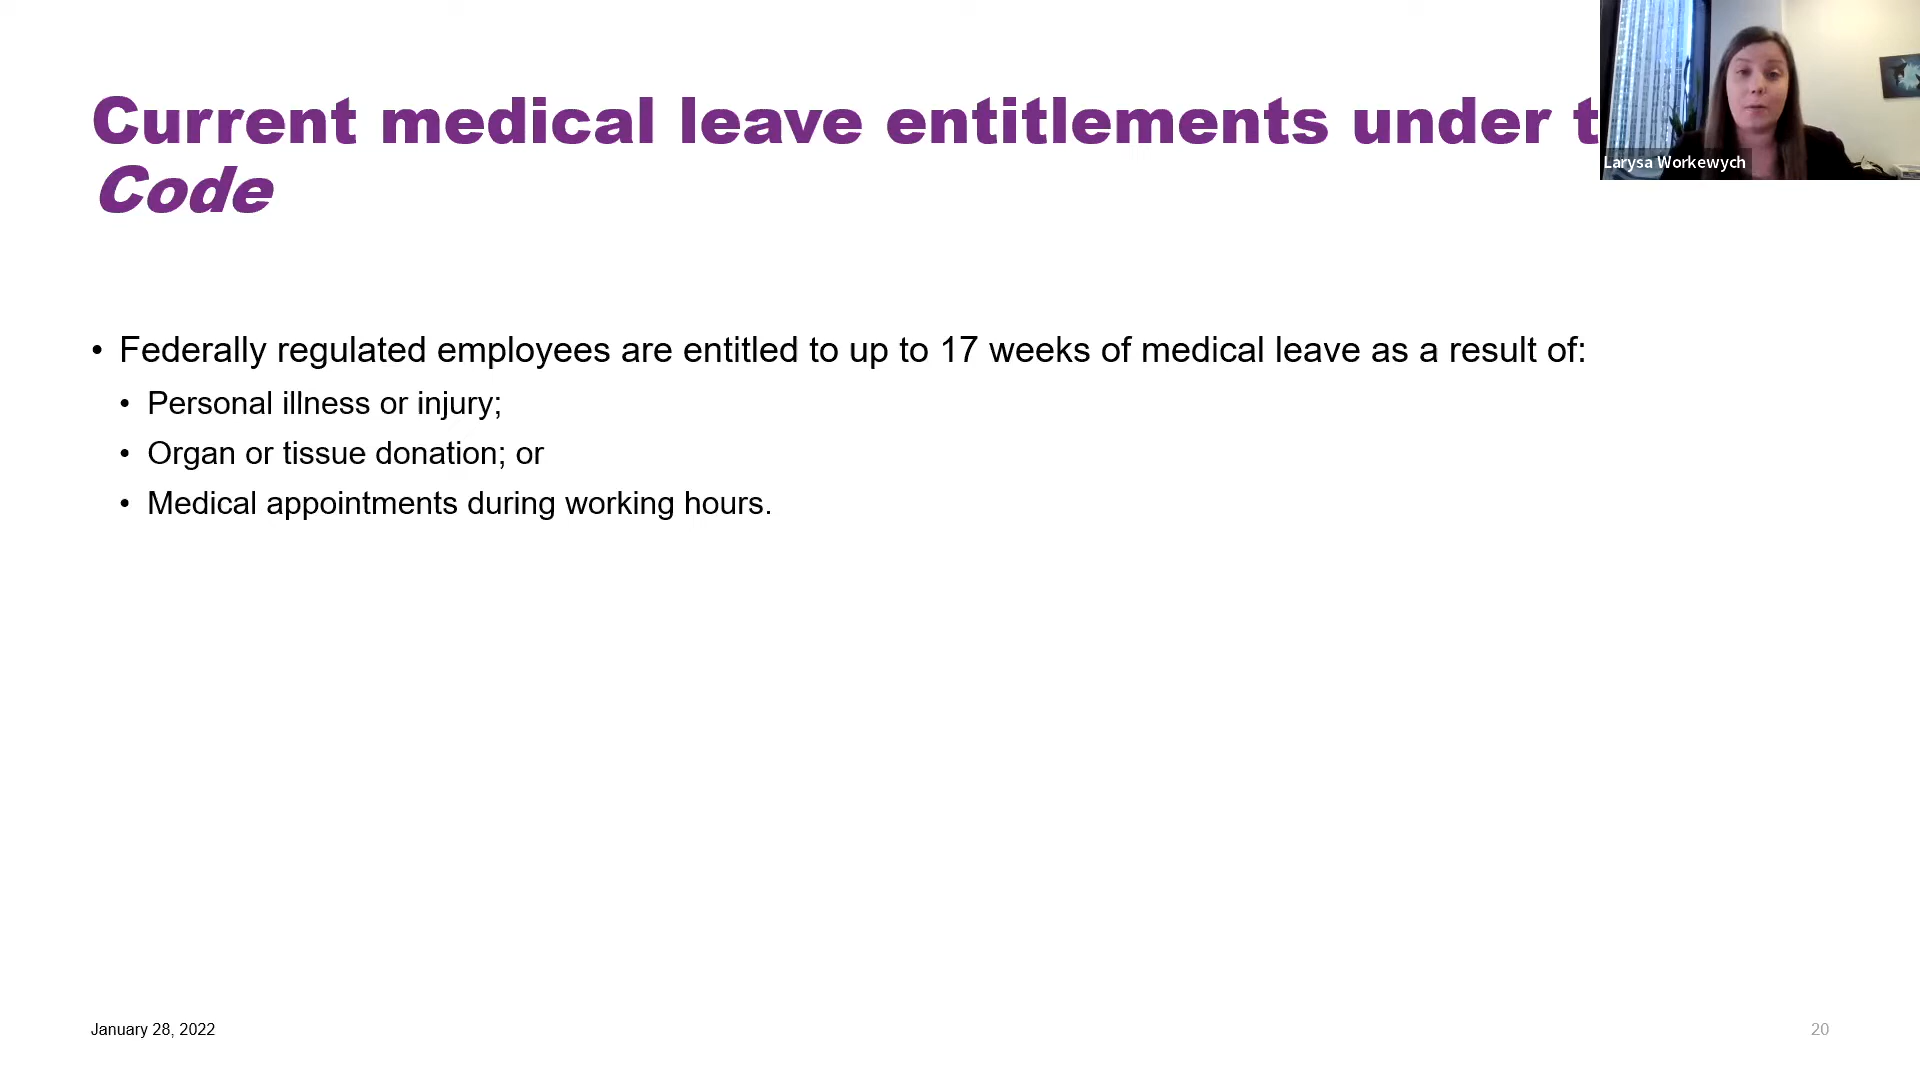 Current medical leave entitlements under t
Code
Larysa Workewych
• Federally regulated employees are entitled to up to 17 weeks of medical leave as a result of:
• Personal illness or injury;
• Organ or tissue donation; or
• Medical appointments during working hours.
January 28, 2022
20